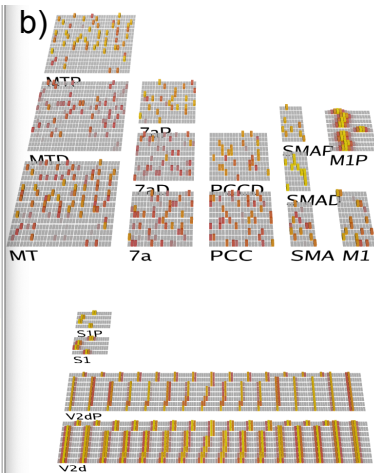 b)
MTP
MTD
7aP
SMAP
M1P
7aD
PCCD
SMAD
MT
7a
PCC
SMA
M1
S1P
S1
V2dP
V2d